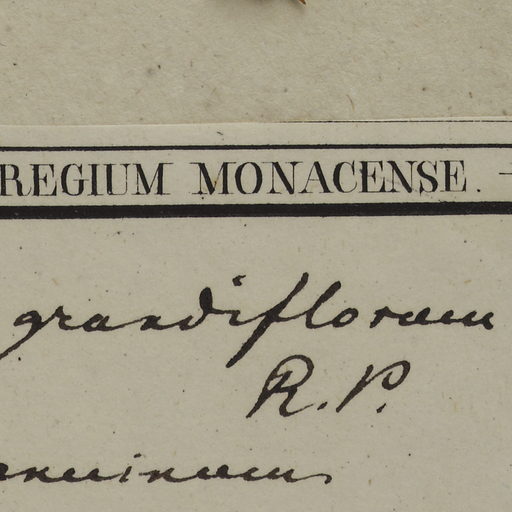 REGIUM MONACENSE. —
grandiflorum
R. P.